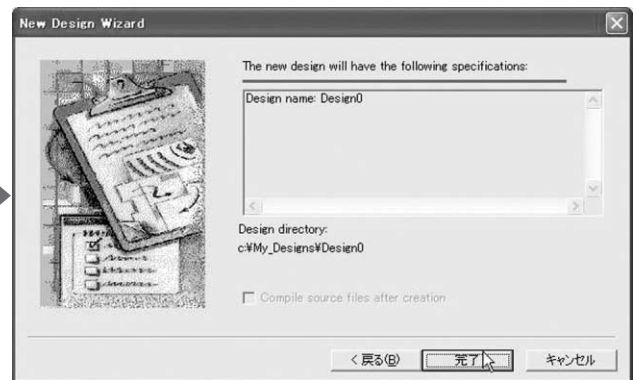 New Design Wizard
The new design will have the following specifications:
Design name: Design0
Design directory:
c:¥My_Designs¥Design0
Compile source files after creation
< 戻る(B)
完了
キャンセル